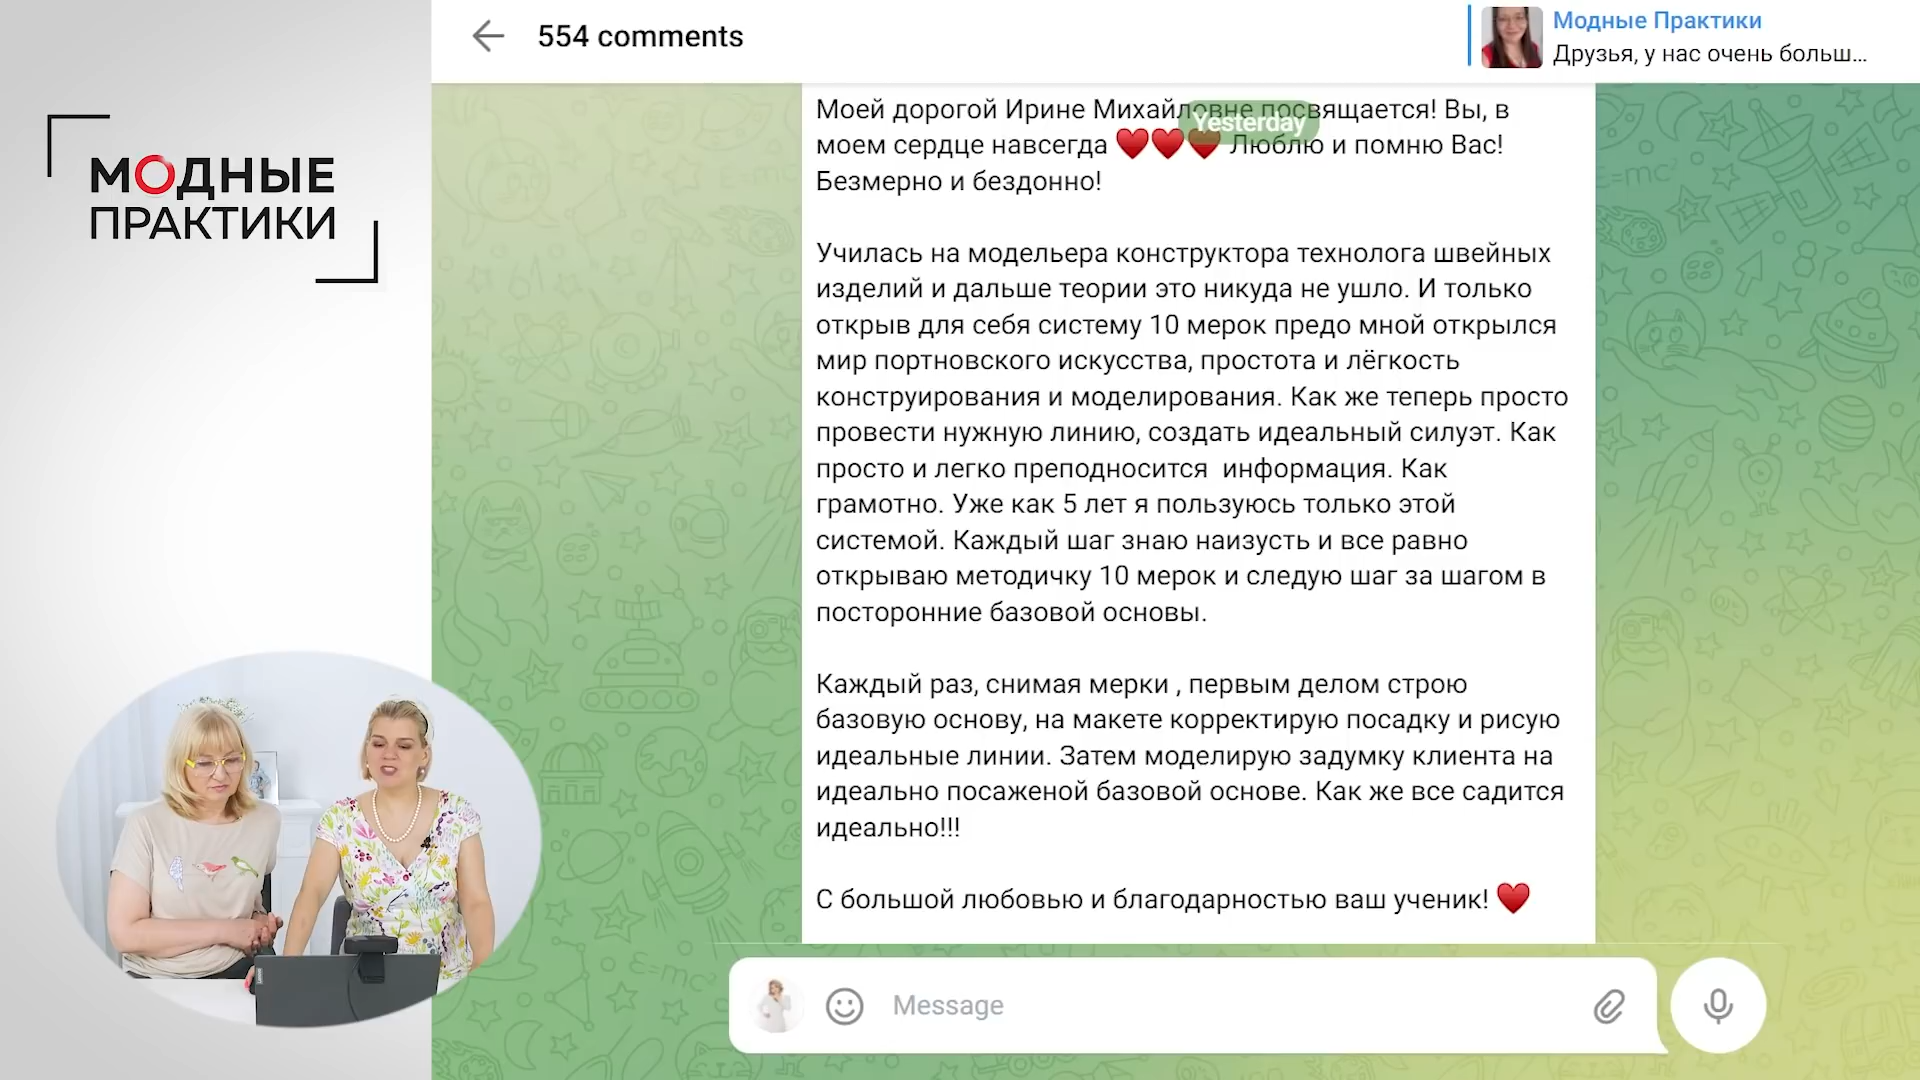 МОДНЫЕ
ПРАКТИКИ
554 comments
Модные Практики
Друзья, у нас очень больш...
Yesterday
Моей дорогой Ирине Михайловне посвящается! Вы, в
моем сердце навсегда ❤️❤️❤️ Люблю и помню Вас!
Безмерно и бездонно!
Училась на модельера конструктора технолога швейных
изделий и дальше теории это никуда не ушло. И только
открыв для себя систему 10 мерок предо мной открылся
мир портновского искусства, простота и лёгкость
конструирования и моделирования. Как же теперь просто
провести нужную линию, создать идеальный силуэт. Как
просто и легко преподносится  информация. Как
грамотно. Уже как 5 лет я пользуюсь только этой
системой. Каждый шаг знаю наизусть и все равно
открываю методичку 10 мерок и следую шаг за шагом в
посторонние базовой основы.
Каждый раз, снимая мерки , первым делом строю
базовую основу, на макете корректирую посадку и рисую
идеальные линии. Затем моделирую задумку клиента на
идеально посаженой базовой основе. Как же все садится
идеально!!!
С большой любовью и благодарностью ваш ученик! ❤️
Message